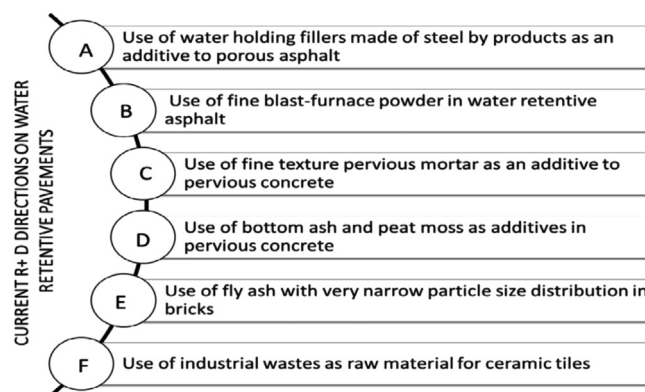 CURRENT R+ D DIRECTIONS ON WATER
RETENTIVE PAVEMENTS
A
Use of water holding fillers made of steel by products as an
additive to porous asphalt
B
Use of fine blast-furnace powder in water retentive
asphalt
C
Use of fine texture pervious mortar as an additive to
pervious concrete
D
Use of bottom ash and peat moss as additives in
pervious concrete
E
Use of fly ash with very narrow particle size distribution in
bricks
F
Use of industrial wastes as raw material for ceramic tiles